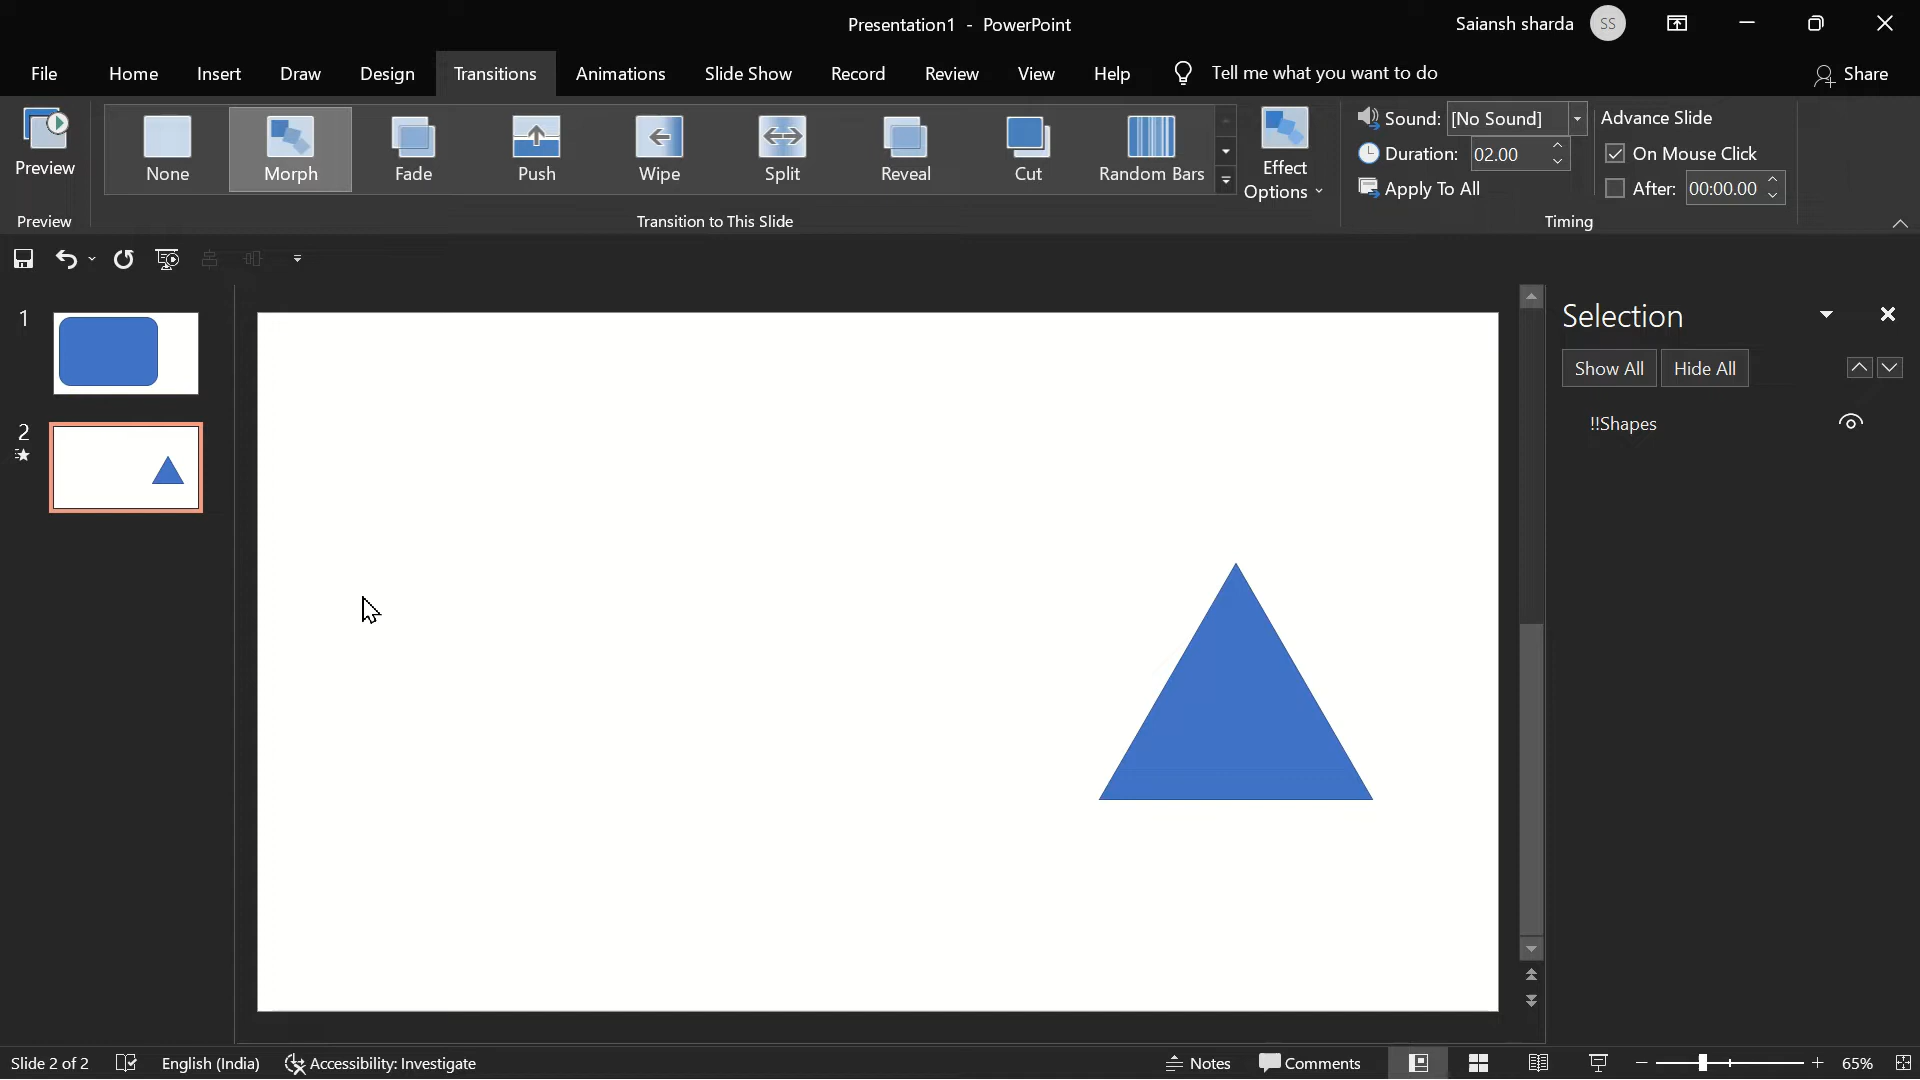 Presentation1 - PowerPoint
Saiansh sharda
SS
File
Home
Insert
Draw
Design
Transitions
Animations
Slide Show
Record
Review
View
Help
Tell me what you want to do
Share
Preview
None
Morph
Fade
Push
Wipe
Split
Reveal
Cut
Random Bars
Effect
Options
Sound: [No Sound]
Duration: 02.00
Apply To All
Advance Slide
On Mouse Click
After: 00:00.00
Preview
Transition to This Slide
Timing
1
2
Selection
Show All
Hide All
!!Shapes
Slide 2 of 2
English (India)
Accessibility: Investigate
Notes
Comments
65%